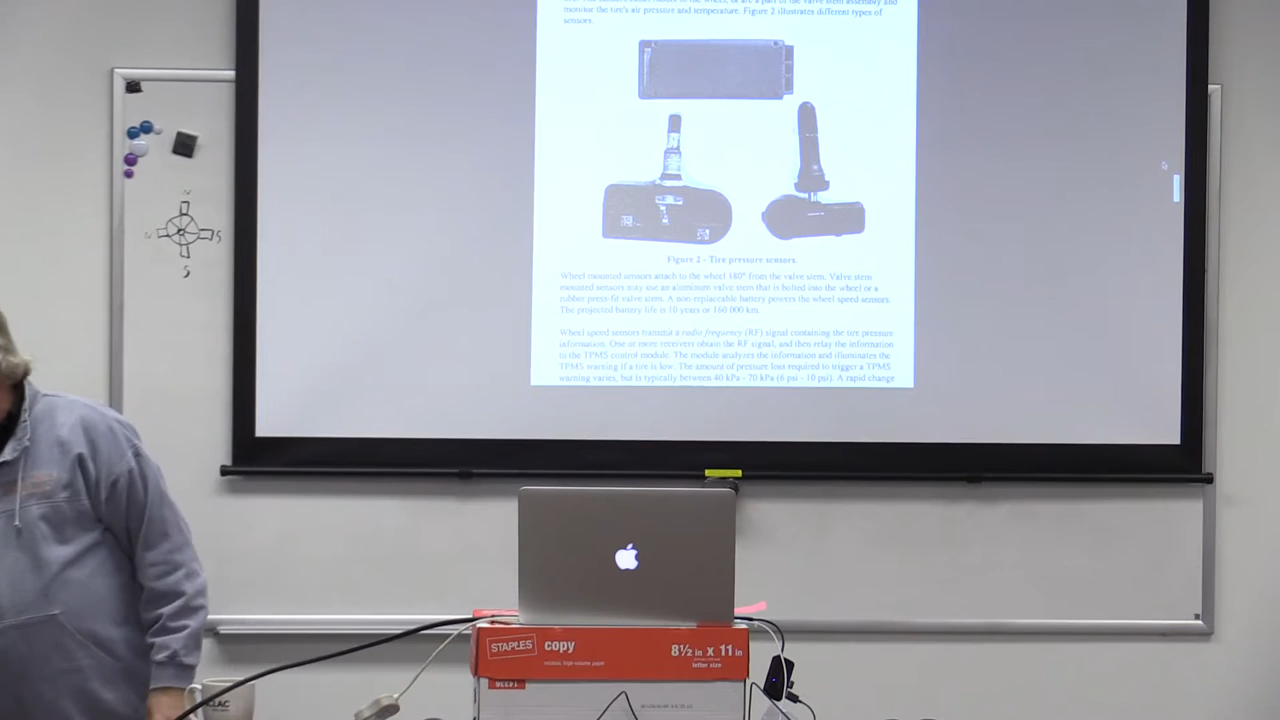 monitor the tire's air pressure and temperature. Figure 2 illustrates different types of
sensors.
Figure 2 - Tire pressure sensors.
Wheel mounted sensors attach to the wheel 180° from the valve stem. Valve stem
mounted sensors may use an aluminum valve stem that is bolted into the wheel or a
rubber press-fit valve stem. A non-replaceable battery powers the wheel speed sensors.
The projected battery life is 10 years or 160 000 km.
Wheel speed sensors transmit a radio frequency (RF) signal containing the tire pressure
information. One or more receivers obtain the RF signal, and then relay the information
to the TPMS control module. The module analyzes the information and illuminates the
TPMS warning if a tire is low. The amount of pressure loss required to trigger a TPMS
warning varies, but is typically between 40 kPa - 70 kPa (6 psi - 10 psi). A rapid change
N
N
S
S
STAPLES copy
8½ in x 11 in
letter size
CLAC